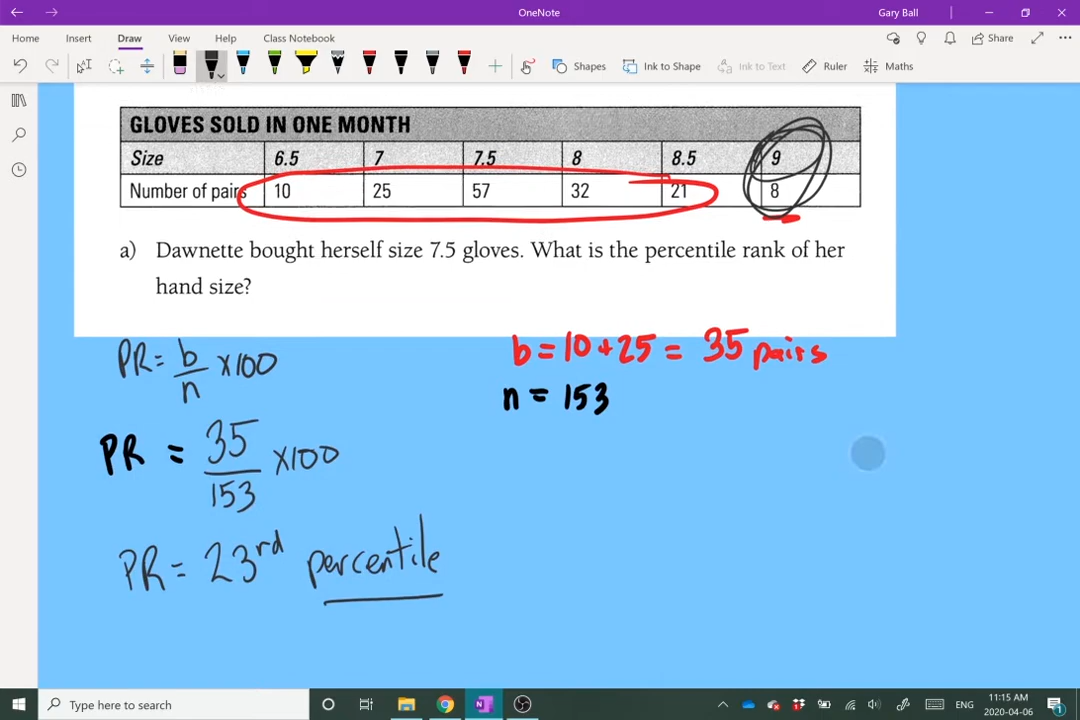 OneNote
Gary Ball
Home Insert Draw View Help Class Notebook
Share
Shapes Ink to Shape Ink to Text Ruler Maths
GLOVES SOLD IN ONE MONTH
Size 6.5 7 7.5 8 8.5 9
Number of pairs 10 25 57 32 21 8
a) Dawnette bought herself size 7.5 gloves. What is the percentile rank of her
hand size?
PR = b/n ×100
b = 10 + 25 = 35 pairs
n = 153
PR = 35/153 ×100
PR = 23rd percentile
Type here to search
ENG
11:15 AM
2020-04-06